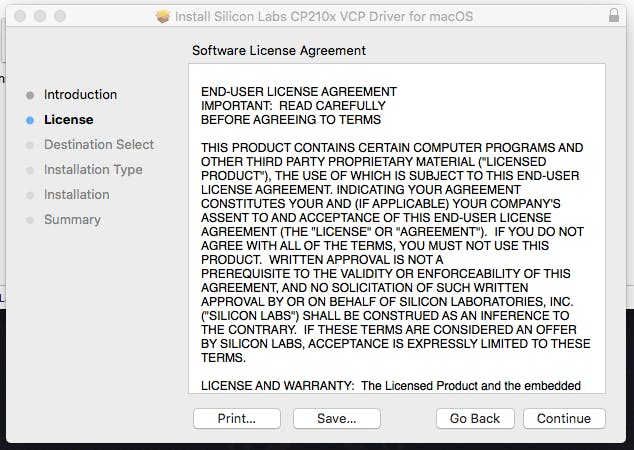 Install Silicon Labs CP210x VCP Driver for macOS
Software License Agreement
Introduction
License
Destination Select
Installation Type
Installation
Summary
END-USER LICENSE AGREEMENT
IMPORTANT:  READ CAREFULLY
BEFORE AGREEING TO TERMS
THIS PRODUCT CONTAINS CERTAIN COMPUTER PROGRAMS AND
OTHER THIRD PARTY PROPRIETARY MATERIAL ("LICENSED
PRODUCT"), THE USE OF WHICH IS SUBJECT TO THIS END-USER
LICENSE AGREEMENT. INDICATING YOUR AGREEMENT
CONSTITUTES YOUR AND (IF APPLICABLE) YOUR COMPANY'S
ASSENT TO AND ACCEPTANCE OF THIS END-USER LICENSE
AGREEMENT (THE "LICENSE" OR "AGREEMENT").  IF YOU DO NOT
AGREE WITH ALL OF THE TERMS, YOU MUST NOT USE THIS
PRODUCT.  WRITTEN APPROVAL IS NOT A
PREREQUISITE TO THE VALIDITY OR ENFORCEABILITY OF THIS
AGREEMENT, AND NO SOLICITATION OF SUCH WRITTEN
APPROVAL BY OR ON BEHALF OF SILICON LABORATORIES, INC.
("SILICON LABS") SHALL BE CONSTRUED AS AN INFERENCE TO
THE CONTRARY.  IF THESE TERMS ARE CONSIDERED AN OFFER
BY SILICON LABS, ACCEPTANCE IS EXPRESSLY LIMITED TO THESE
TERMS.
LICENSE AND WARRANTY:  The Licensed Product and the embedded
Print...
Save...
Go Back
Continue